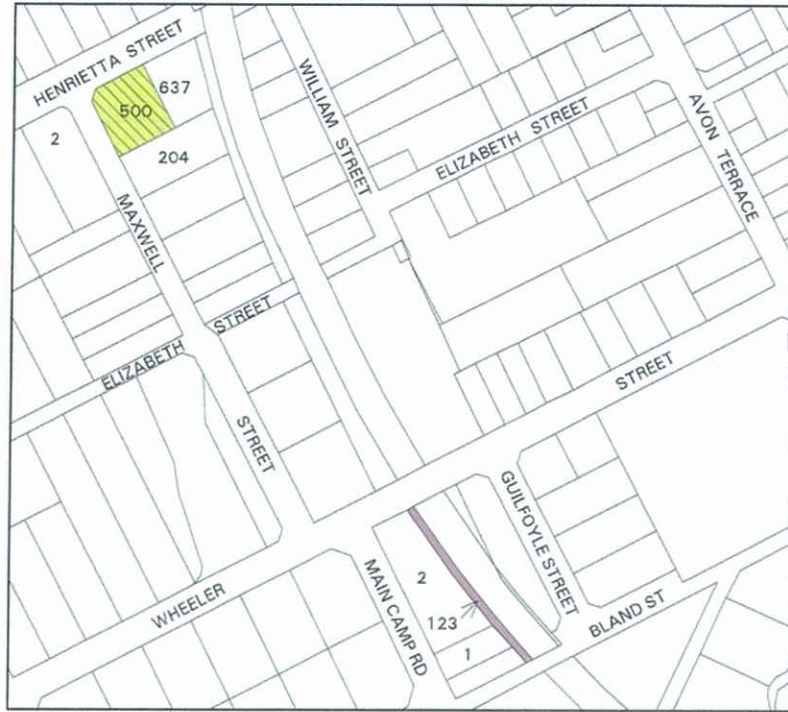 HENRIETTA STREET
637
500
2
204
WILLIAM STREET
ELIZABETH STREET
AVON TERRACE
MAXWELL
STREET
ELIZABETH
STREET
STREET
GUILFOYLE STREET
WHEELER
MAIN CAMP RD
2
123
1
BLAND ST